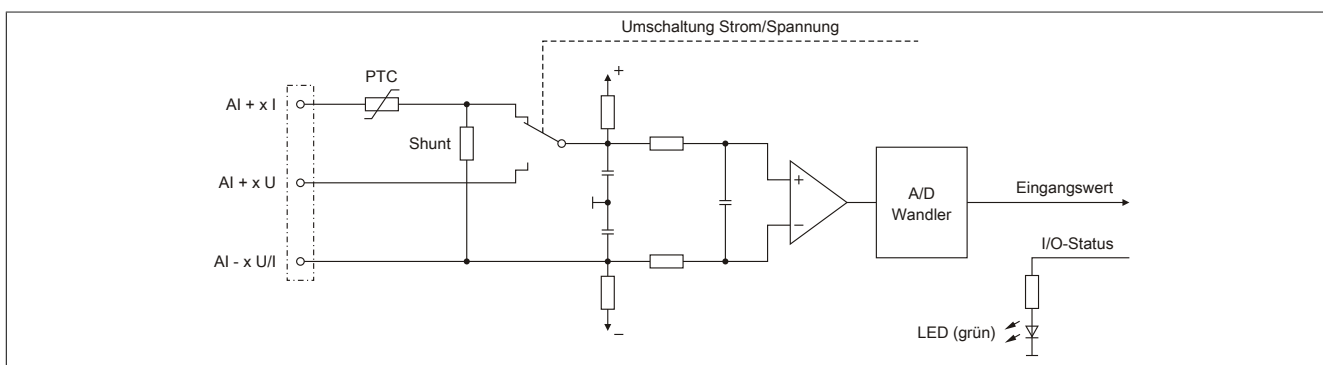 Umschaltung Strom/Spannung
+
PTC
AI + x I
Shunt
AI + x U
+
−
A/D
Wandler
Eingangswert
AI - x U/I
I/O-Status
−
LED (grün)